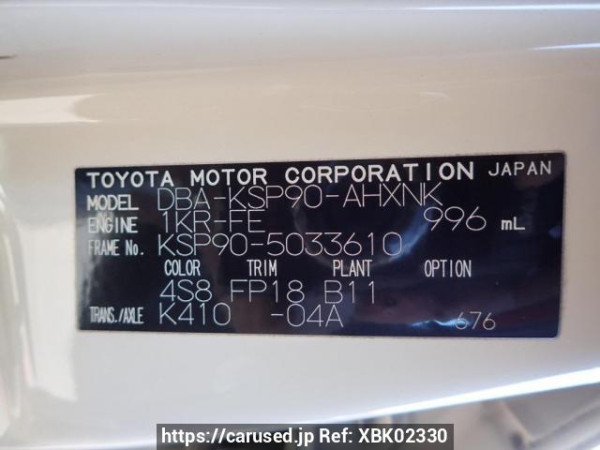 TOYOTA MOTOR CORPORATION JAPAN
MODEL DBA-KSP90-AHXNK
ENGINE 1KR-FE 996 mL
FRAME No. KSP90-5033610
COLOR TRIM PLANT OPTION
4S8 FP18 B11
TRANS./AXLE K410 -04A 676
https://carused.jp Ref: XBK02330